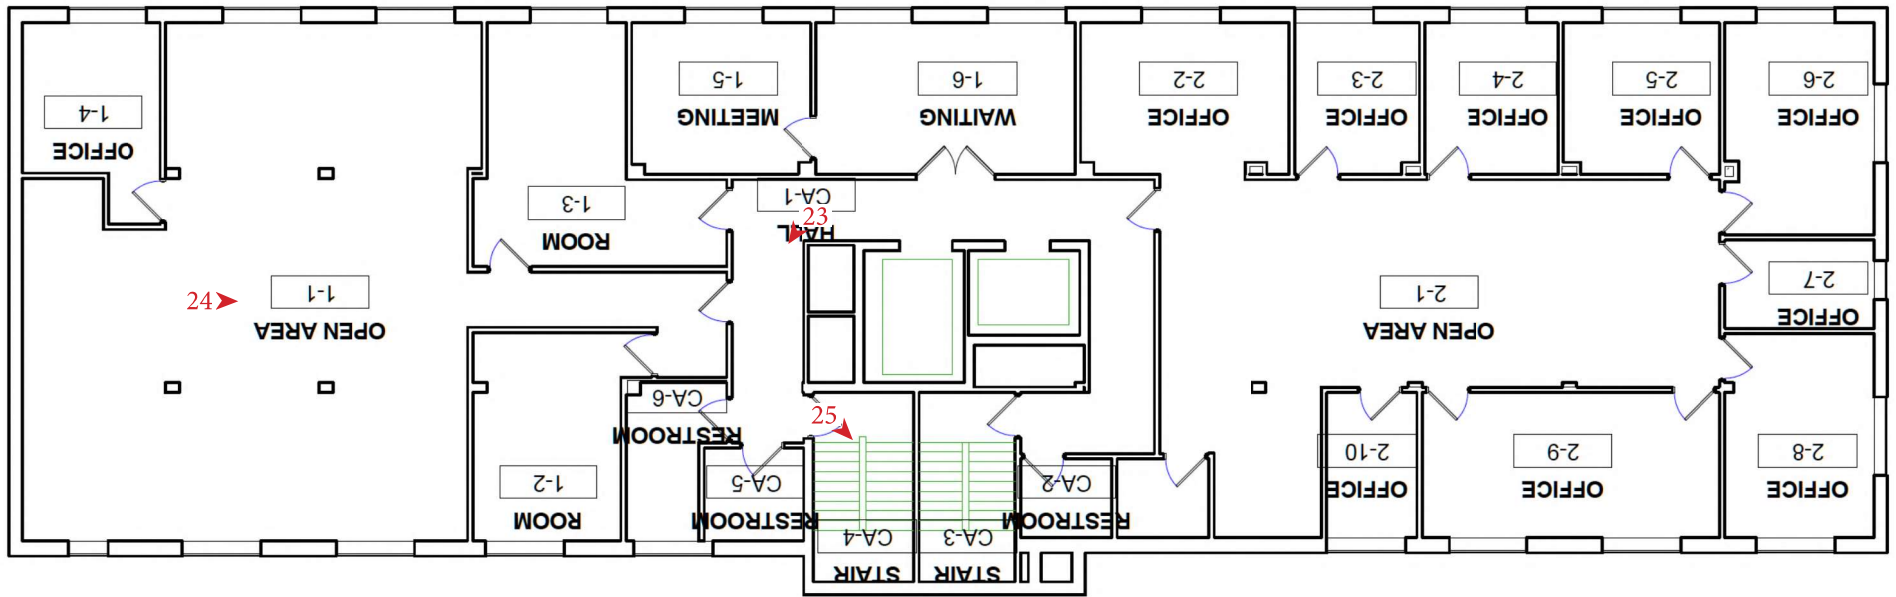 OFFICE
1-4
MEETING
1-5
WAITING
1-6
OFFICE
2-2
OFFICE
2-3
OFFICE
2-4
OFFICE
2-5
OFFICE
2-6
ROOM
1-3
HALL
CA-1
23
24
OPEN AREA
1-1
OPEN AREA
2-1
OFFICE
2-7
RESTROOM
CA-6
25
ROOM
1-2
RESTROOM
CA-5
STAIR
CA-4
STAIR
CA-3
RESTROOM
CA-2
OFFICE
2-10
OFFICE
2-9
OFFICE
2-8